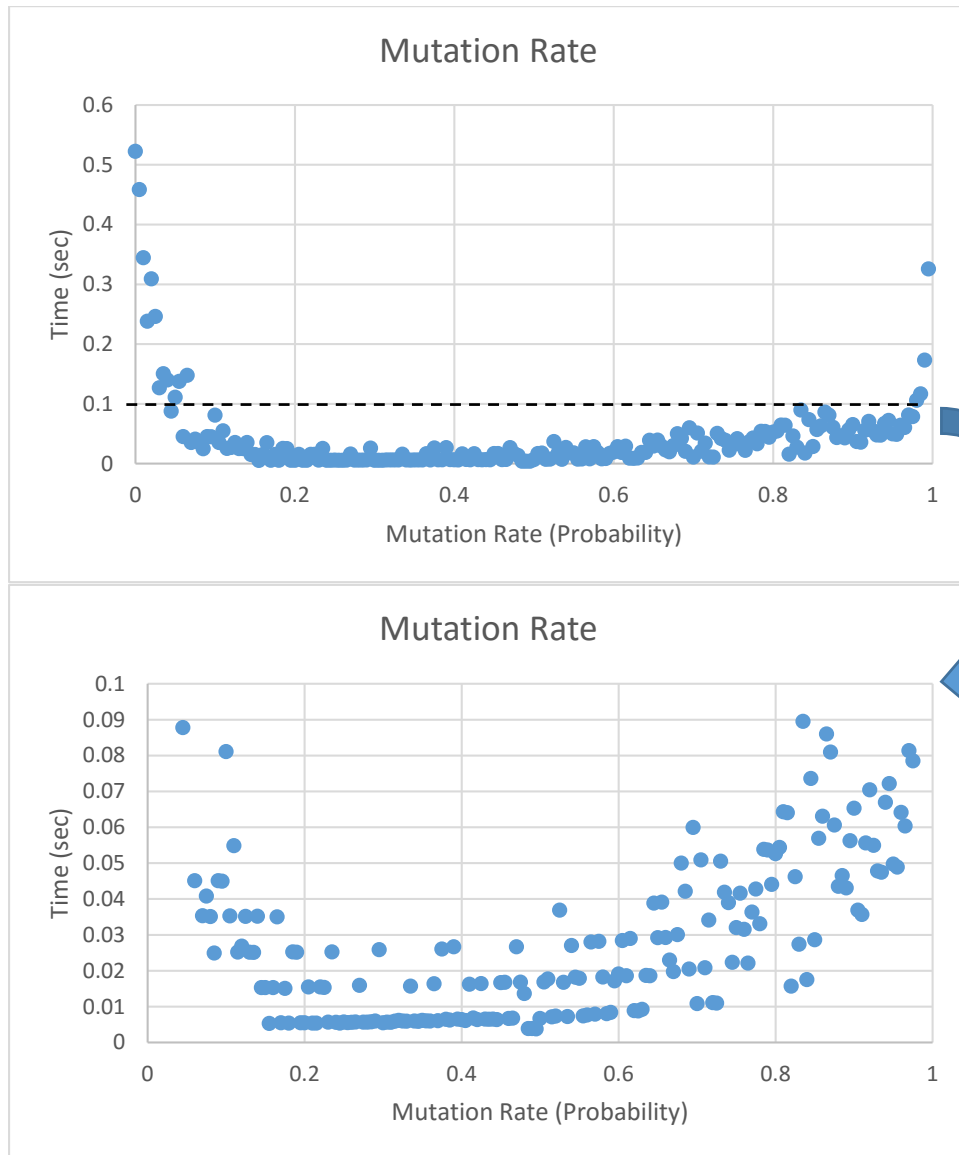 Mutation Rate
0.6
0.5
0.4
0.3
0.2
0.1
0
Time (sec)
0 0.2 0.4 0.6 0.8 1
Mutation Rate (Probability)
Mutation Rate
0.1
0.09
0.08
0.07
0.06
0.05
0.04
0.03
0.02
0.01
0
Time (sec)
0 0.2 0.4 0.6 0.8 1
Mutation Rate (Probability)